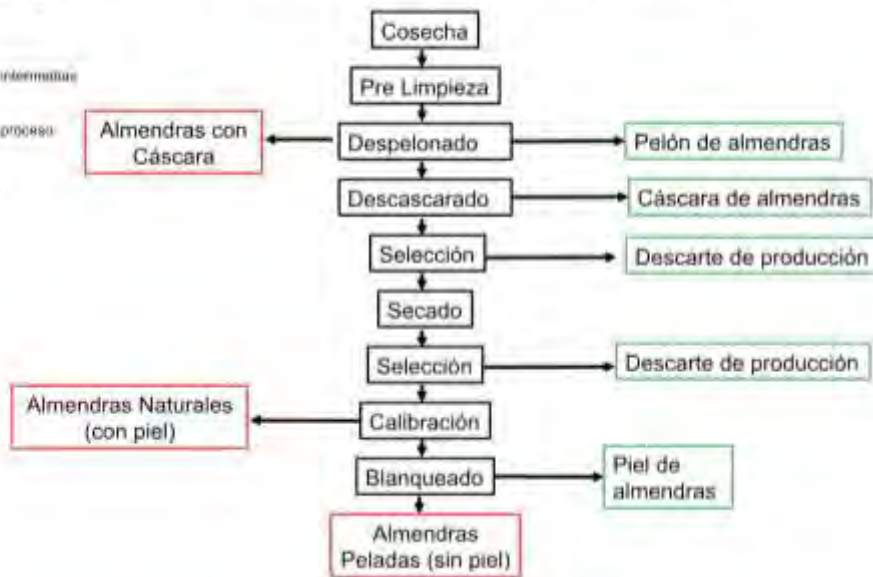 Cosecha
intermedias
Pre Limpieza
proceso
Almendras con
Cáscara
Despelonado
Pelón de almendras
Descascarado
Cáscara de almendras
Selección
Descarte de producción
Secado
Selección
Descarte de producción
Almendras Naturales
(con piel)
Calibración
Blanqueado
Piel de
almendras
Almendras
Peladas (sin piel)